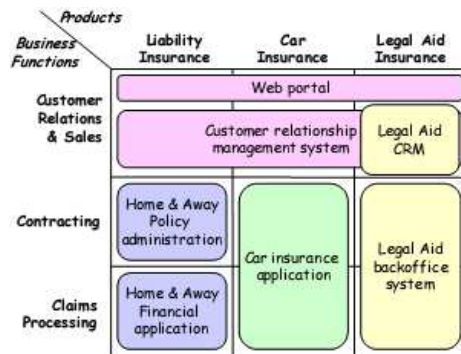 Products
Business
Functions
Liability
Insurance
Car
Insurance
Legal Aid
Insurance
Customer
Relations
& Sales
Web portal
Customer relationship
management system
Legal Aid
CRM
Contracting
Home & Away
Policy
administration
Car insurance
application
Legal Aid
backoffice
system
Claims
Processing
Home & Away
Financial
application